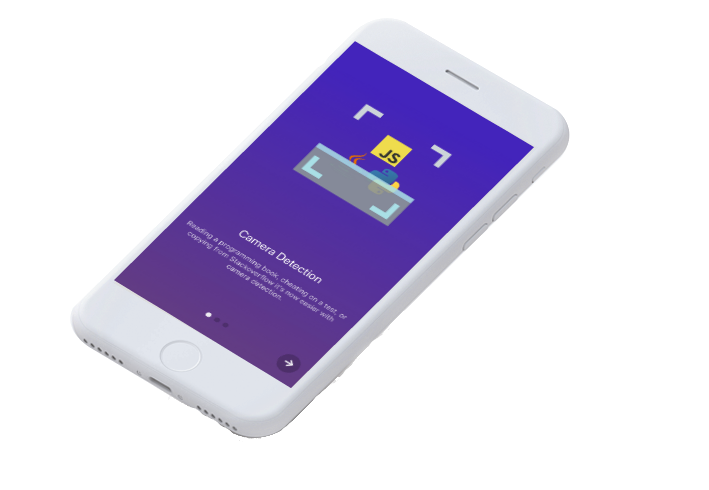 JS
Camera Detection
Reading a programming book, cheating on a test, or
copying from Stackoverflow it's now easier with
camera detection.